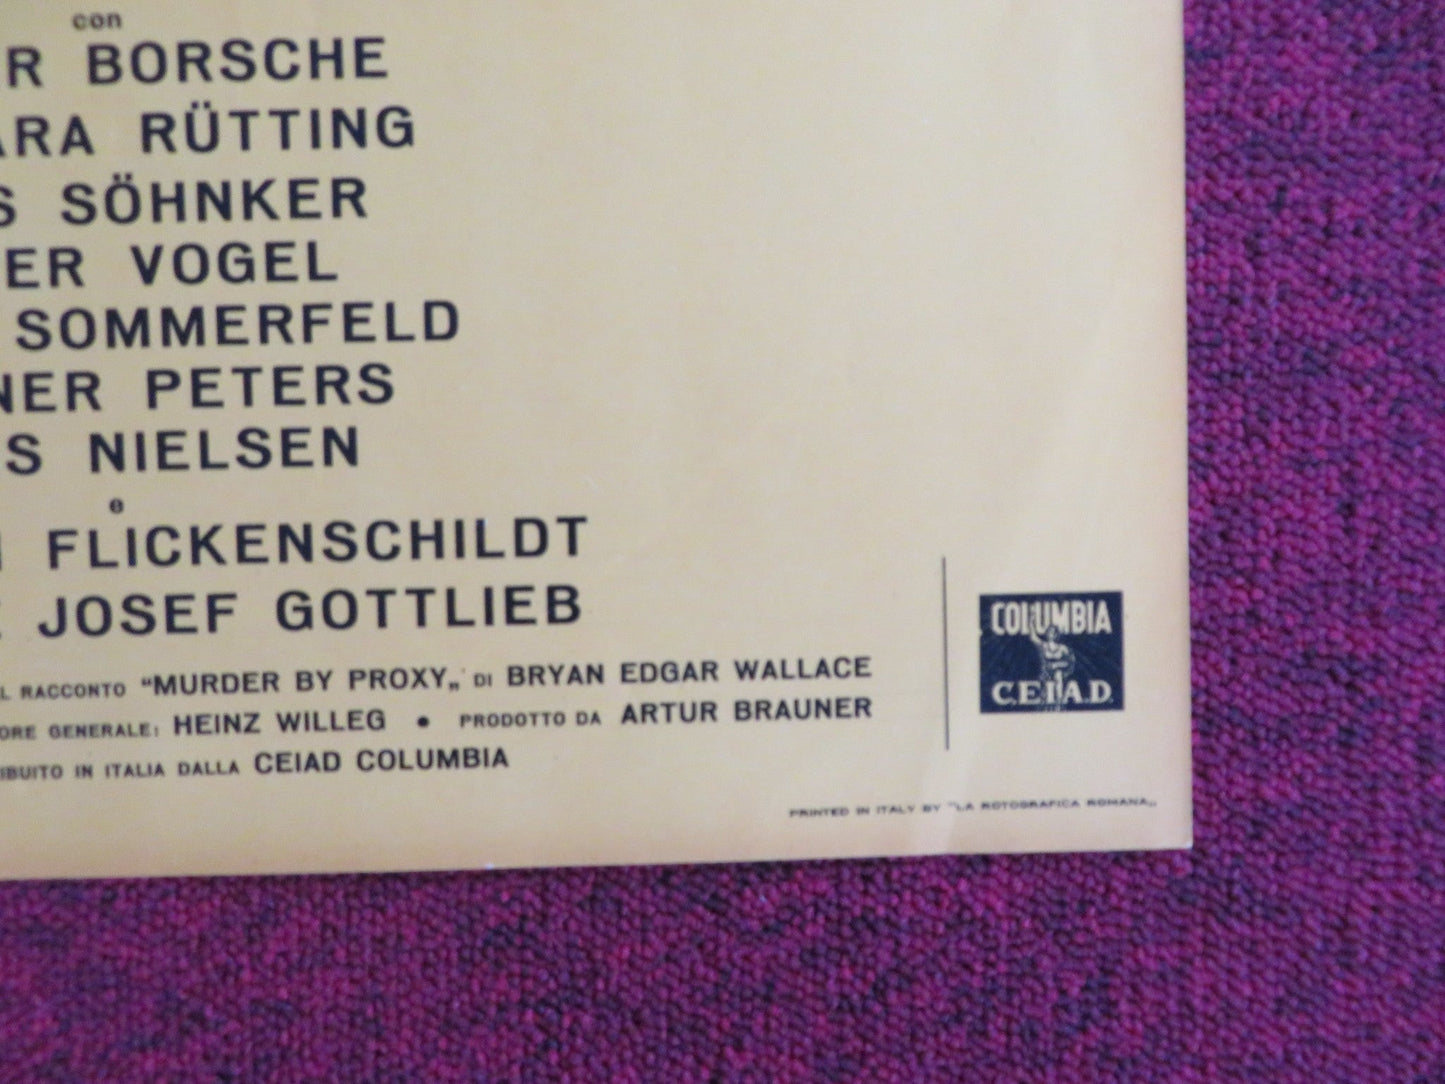 con
R BORSCHE
ARA RÜTTING
S SÖHNKER
ER VOGEL
SOMMERFELD
NER PETERS
S NIELSEN
e
FLICKENSCHILDT
JOSEF GOTTLIEB
L RACCONTO "MURDER BY PROXY„ DI BRYAN EDGAR WALLACE
ORE GENERALE: HEINZ WILLEG • PRODOTTO DA ARTUR BRAUNER
IBUITO IN ITALIA DALLA CEIAD COLUMBIA
COLUMBIA
C.E.I.A.D.
PRINTED IN ITALY BY "LA ROTOGRAFICA ROMANA„